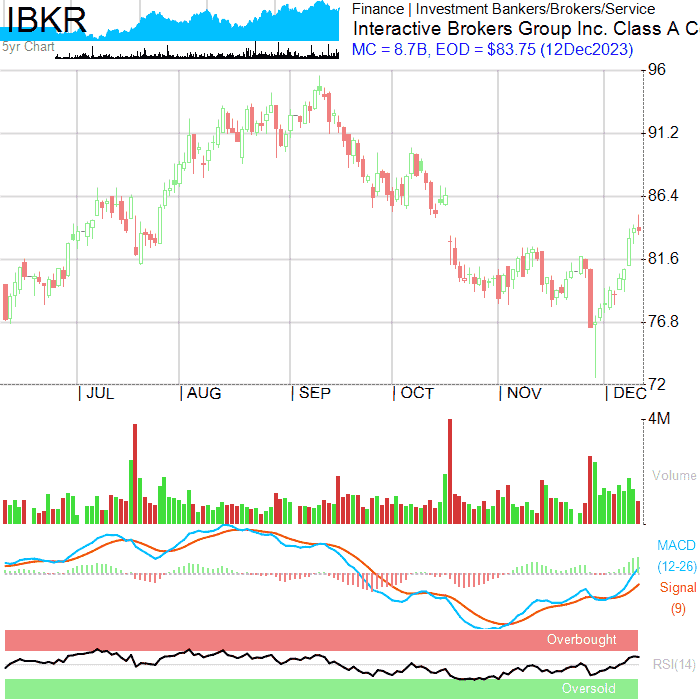 IBKR
5yr Chart
Finance | Investment Bankers/Brokers/Service
Interactive Brokers Group Inc. Class A C
MC = 8.7B, EOD = $83.75 (12Dec2023)
96
91.2
86.4
81.6
76.8
72
JUL AUG SEP OCT NOV DEC
4M
Volume
MACD
(12-26)
Signal
(9)
Overbought
RSI(14)
Oversold